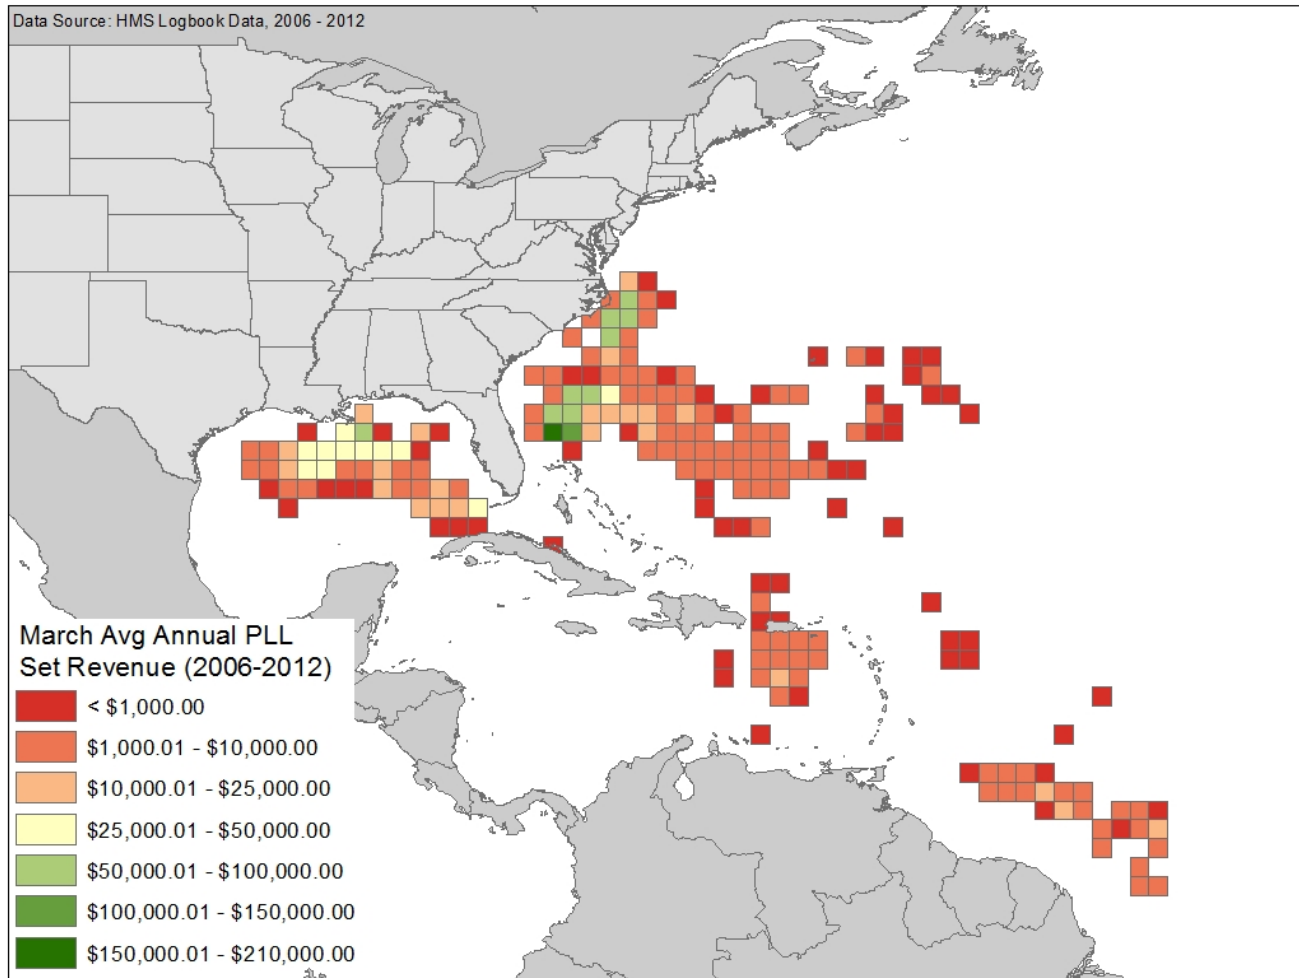 Data Source: HMS Logbook Data, 2006 - 2012
March Avg Annual PLL
Set Revenue (2006-2012)
< $1,000.00
$1,000.01 - $10,000.00
$10,000.01 - $25,000.00
$25,000.01 - $50,000.00
$50,000.01 - $100,000.00
$100,000.01 - $150,000.00
$150,000.01 - $210,000.00